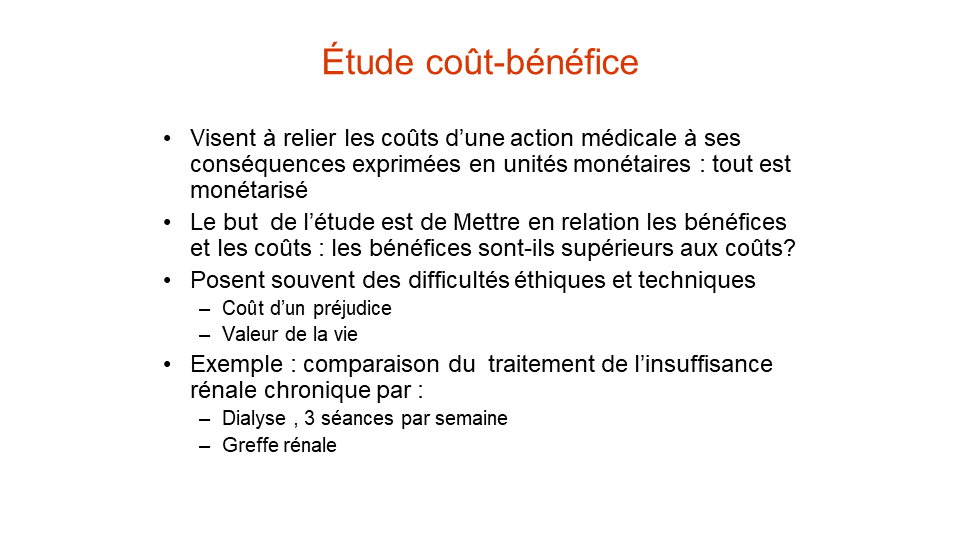 Étude coût-bénéfice
• Visent à relier les coûts d’une action médicale à ses
conséquences exprimées en unités monétaires : tout est
monétarisé
• Le but  de l’étude est de Mettre en relation les bénéfices
et les coûts : les bénéfices sont-ils supérieurs aux coûts?
• Posent souvent des difficultés éthiques et techniques
– Coût d’un préjudice
– Valeur de la vie
• Exemple : comparaison du  traitement de l’insuffisance
rénale chronique par :
– Dialyse , 3 séances par semaine
– Greffe rénale